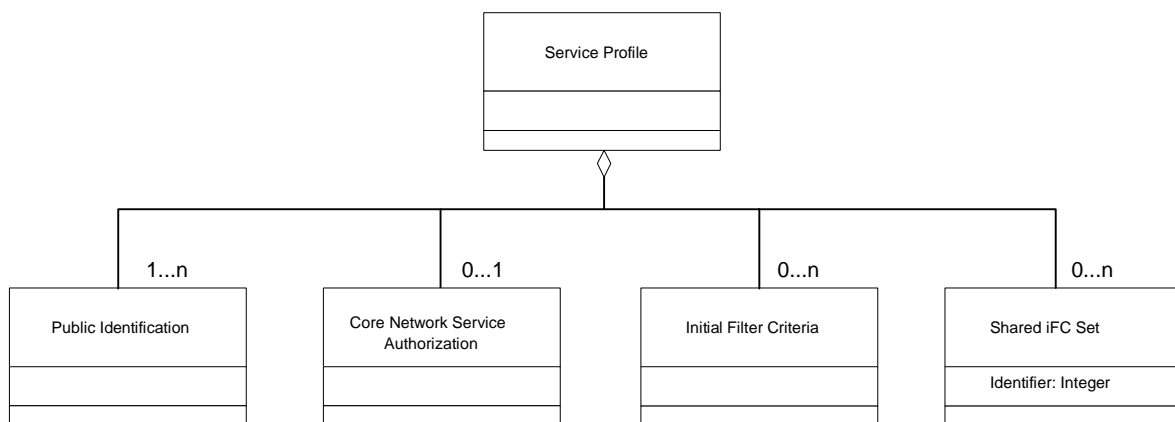 Service Profile
1...n
0...1
0...n
0...n
Public Identification
Core Network Service
Authorization
Initial Filter Criteria
Shared iFC Set
Identifier: Integer